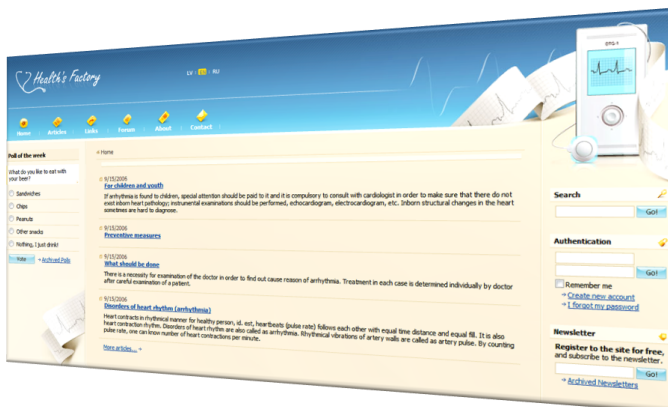 Health's Factory
LV | EN | RU
Home
Articles
Links
Forum
About
Contact
Poll of the week
What do you like to eat with
your beer?
Sandwiches
Chips
Peanuts
Other snacks
Nothing, I just drink!
Vote
Archived Polls
Home
9/15/2006
For children and youth
If arrhythmia is found to children, special attention should be paid to it and it is compulsory to consult with cardiologist in order to make sure that there do not
exist inborn heart pathology; instrumental examinations should be performed, echocardiogram, electrocardiogram, etc. Inborn structural changes in the heart
sometimes are hard to diagnose.
9/15/2006
Preventive measures
9/15/2006
What should be done
There is a necessity for examination of the doctor in order to find out cause reason of arrhythmia. Treatment in each case is determined individually by doctor
after careful examination of a patient.
9/15/2006
Disorders of heart rhythm (arrhythmia)
Heart contracts in rhythmical manner for healthy person, id. est, heartbeats (pulse rate) follows each other with equal time distance and equal fill. It is also
heart contraction rhythm. Disorders of heart rhythm are also called as arrhythmia. Rhythmical vibrations of artery walls are called as artery pulse. By counting
pulse rate, one can know number of heart contractions per minute.
More articles...
Search
Go!
Authentication
Go!
Remember me
Create new account
I forgot my password
Newsletter
Register to the site for free,
and subscribe to the newsletter.
Go!
Archived Newsletters